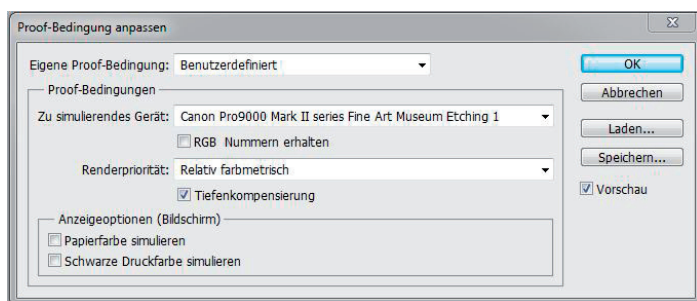 Proof-Bedingung anpassen
Eigene Proof-Bedingung: Benutzerdefiniert
OK
Proof-Bedingungen
Abbrechen
Zu simulierendes Gerät: Canon Pro9000 Mark II series Fine Art Museum Etching 1
RGB Nummern erhalten
Laden...
Renderpriorität: Relativ farbmetrisch
Speichern...
Tiefenkompensierung
Vorschau
Anzeigeoptionen (Bildschirm)
Papierfarbe simulieren
Schwarze Druckfarbe simulieren